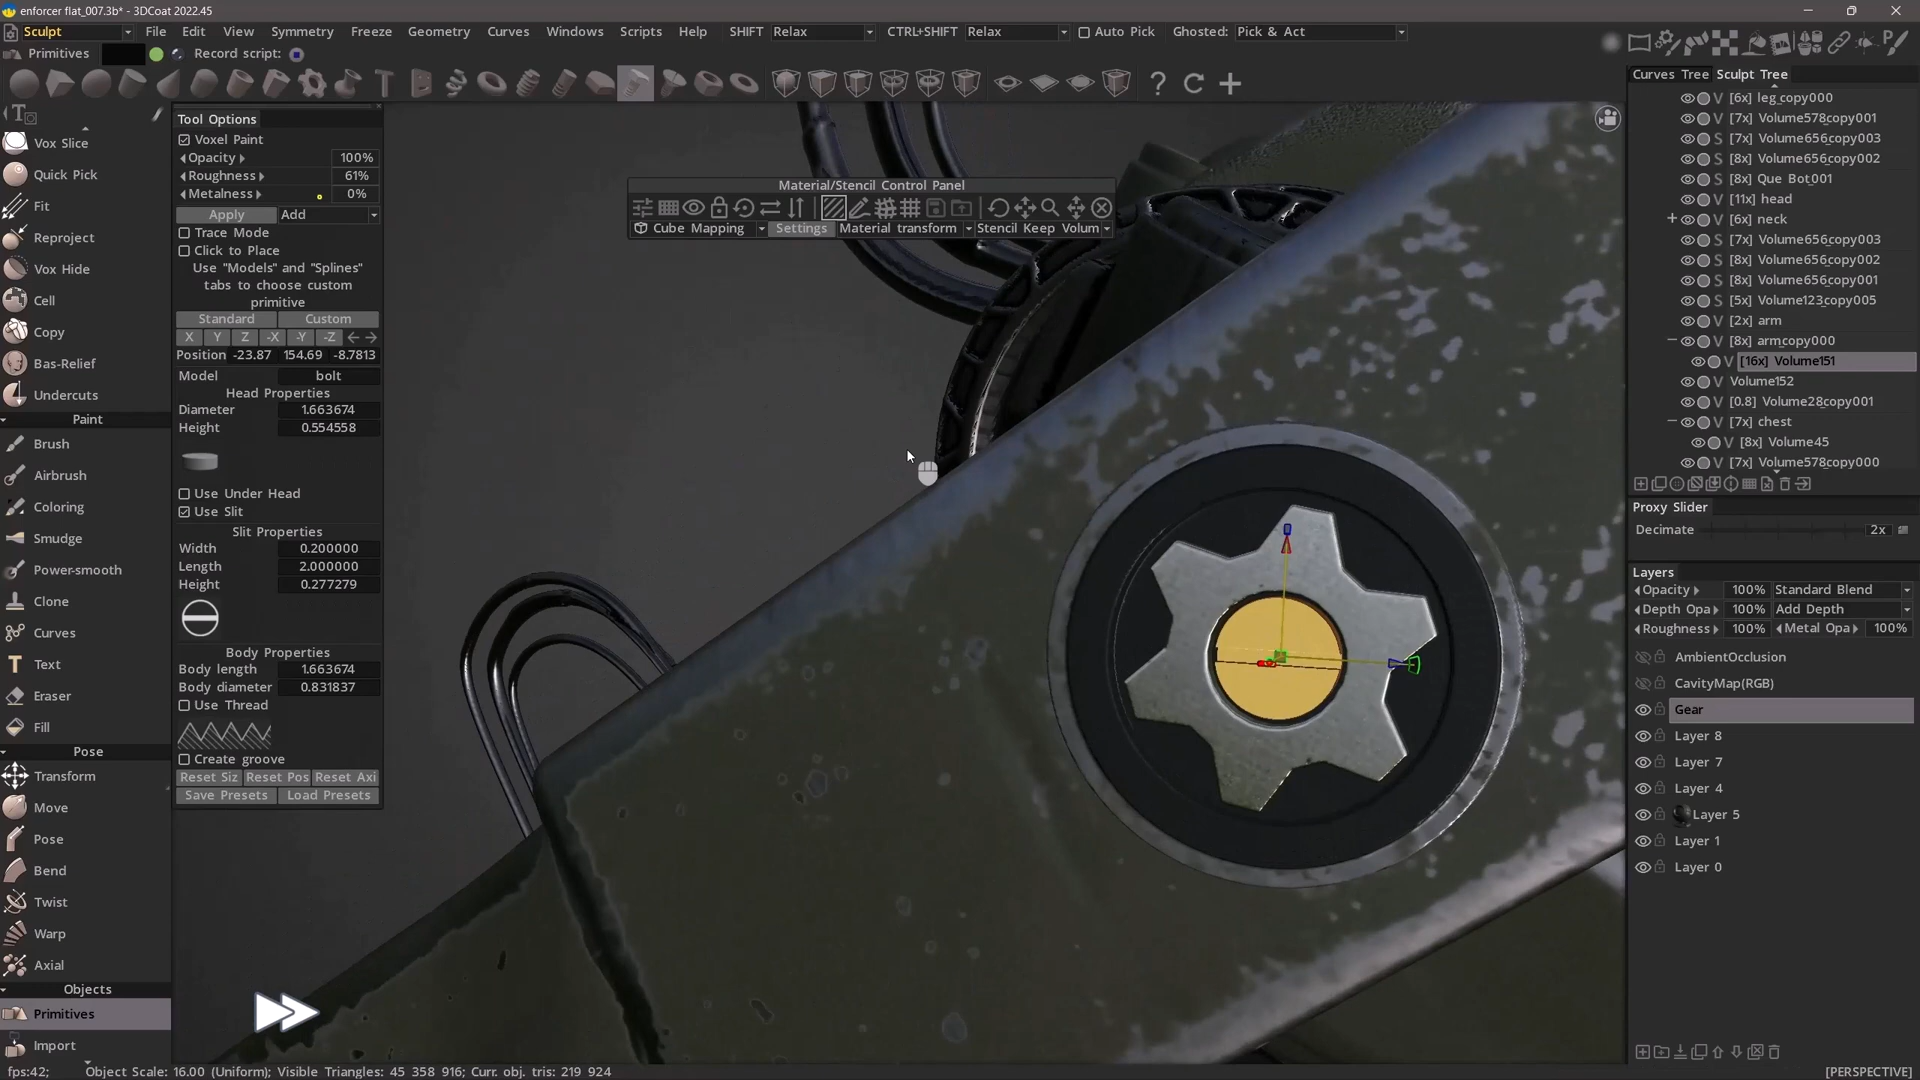 enforcer flat_007.3b* - 3DCoat 2022.45
Sculpt File Edit View Symmetry Freeze Geometry Curves Windows Scripts Help SHIFT Relax CTRL+SHIFT Relax Auto Pick Ghosted: Pick & Act
Primitives Record script:
Vox Slice
Quick Pick
Fit
Reproject
Vox Hide
Cell
Copy
Bas-Relief
Undercuts
Paint
Brush
Airbrush
Coloring
Smudge
Power-smooth
Clone
Curves
Text
Eraser
Fill
Pose
Transform
Move
Pose
Bend
Twist
Warp
Axial
Objects
Primitives
Import
Tool Options
Voxel Paint
Opacity 100%
Roughness 61%
Metalness 0%
Apply Add
Trace Mode
Click to Place
Use "Models" and "Splines"
tabs to choose custom
primitive
Standard Custom
X Y Z -X -Y -Z
Position -23.87 154.69 -8.7813
Model bolt
Head Properties
Diameter 1.663674
Height 0.554558
Use Under Head
Use Slit
Slit Properties
Width 0.200000
Length 2.000000
Height 0.277279
Body Properties
Body length 1.663674
Body diameter 0.831837
Use Thread
Create groove
Reset Siz Reset Pos Reset Axi
Save Presets Load Presets
Material/Stencil Control Panel
Cube Mapping Settings Material transform Stencil Keep Volum
Curves Tree Sculpt Tree
V [6x] leg_copy000
V [7x] Volume578_copy001
S [7x] Volume656_copy003
S [8x] Volume656_copy002
S [8x] Que Bot_001
V [11x] head
+ V [6x] neck
S [7x] Volume656_copy003
S [8x] Volume656_copy002
S [8x] Volume656_copy001
S [5x] Volume123_copy005
V [2x] arm
V [8x] arm_copy000
V [16x] Volume151
Volume152
V [0.8] Volume28_copy001
V [7x] chest
V [8x] Volume45
V [7x] Volume578_copy000
Proxy Slider
Decimate 2x
Layers
Opacity 100% Standard Blend
Depth Opa 100% Add Depth
Roughness 100% Metal Opa 100%
AmbientOcclusion
CavityMap(RGB)
Gear
Layer 8
Layer 7
Layer 4
Layer 5
Layer 1
Layer 0
fps:42; Object Scale: 16.00 (Uniform); Visible Triangles: 45 358 916; Curr. obj. tris: 219 924 [PERSPECTIVE]